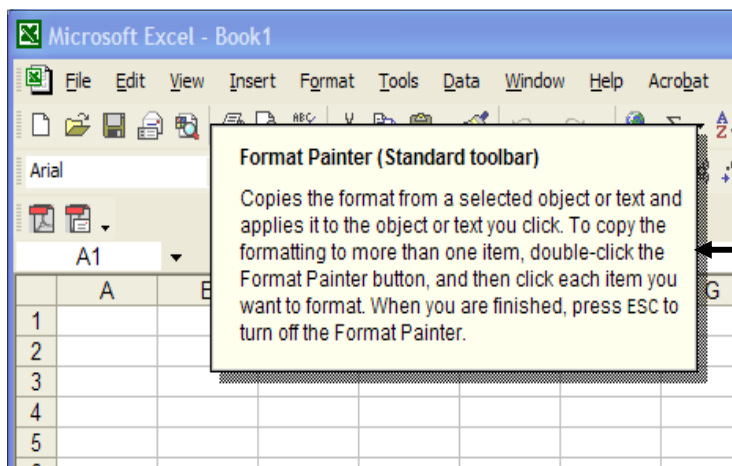 Microsoft Excel - Book1
File Edit View Insert Format Tools Data Window Help Acrobat
Arial
Format Painter (Standard toolbar)
Copies the format from a selected object or text and
applies it to the object or text you click. To copy the
formatting to more than one item, double-click the
Format Painter button, and then click each item you
want to format. When you are finished, press ESC to
turn off the Format Painter.
A1
A G
1
2
3
4
5